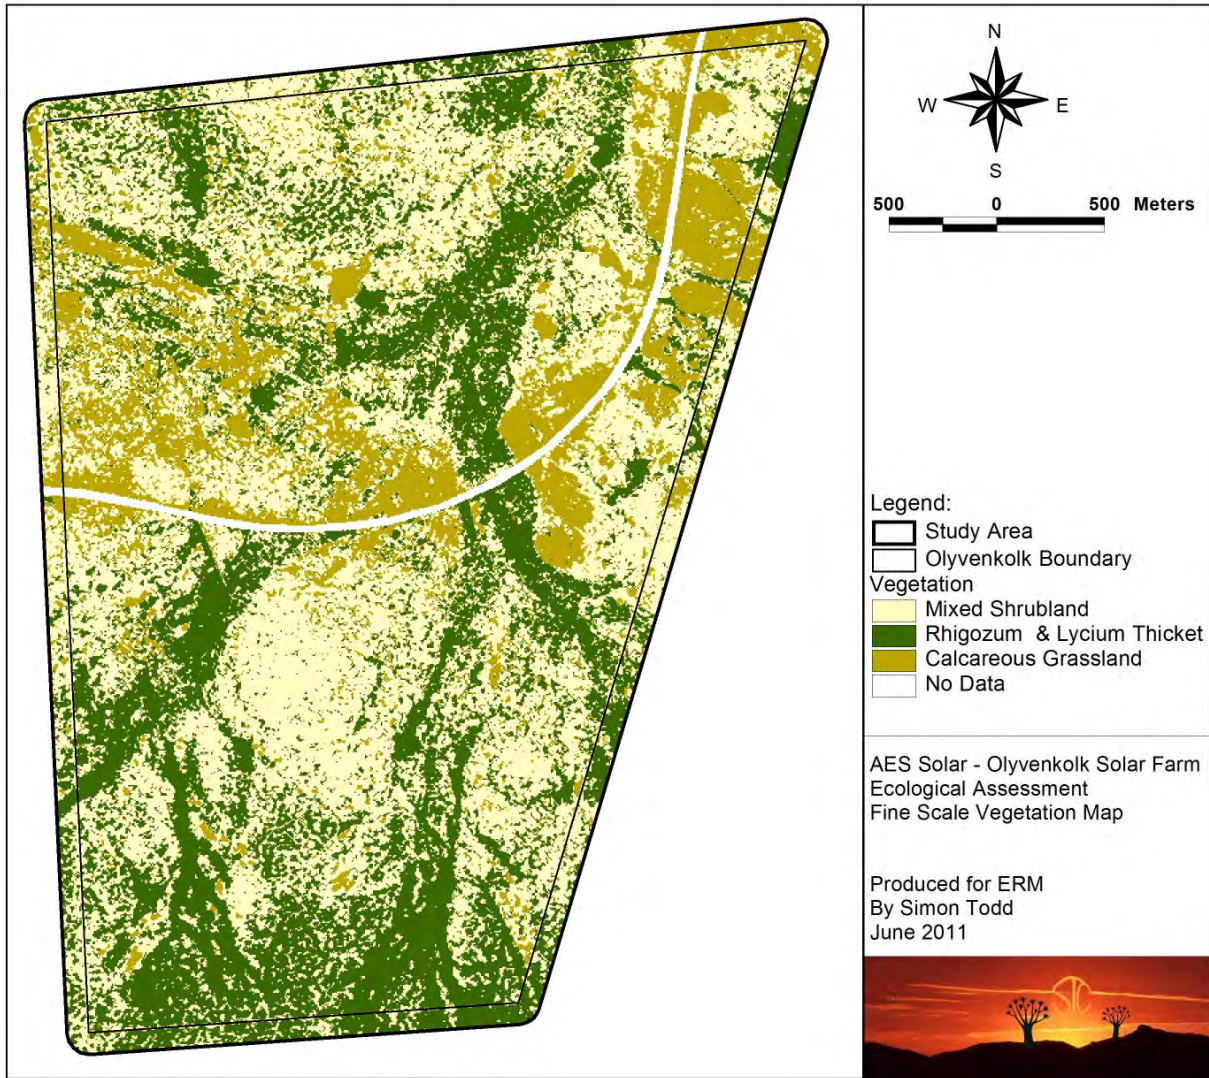 N
W E
S
500 0 500 Meters
Legend:
Study Area
Olyvenkolk Boundary
Vegetation
Mixed Shrubland
Rhigozum & Lycium Thicket
Calcareous Grassland
No Data
AES Solar - Olyvenkolk Solar Farm
Ecological Assessment
Fine Scale Vegetation Map
Produced for ERM
By Simon Todd
June 2011